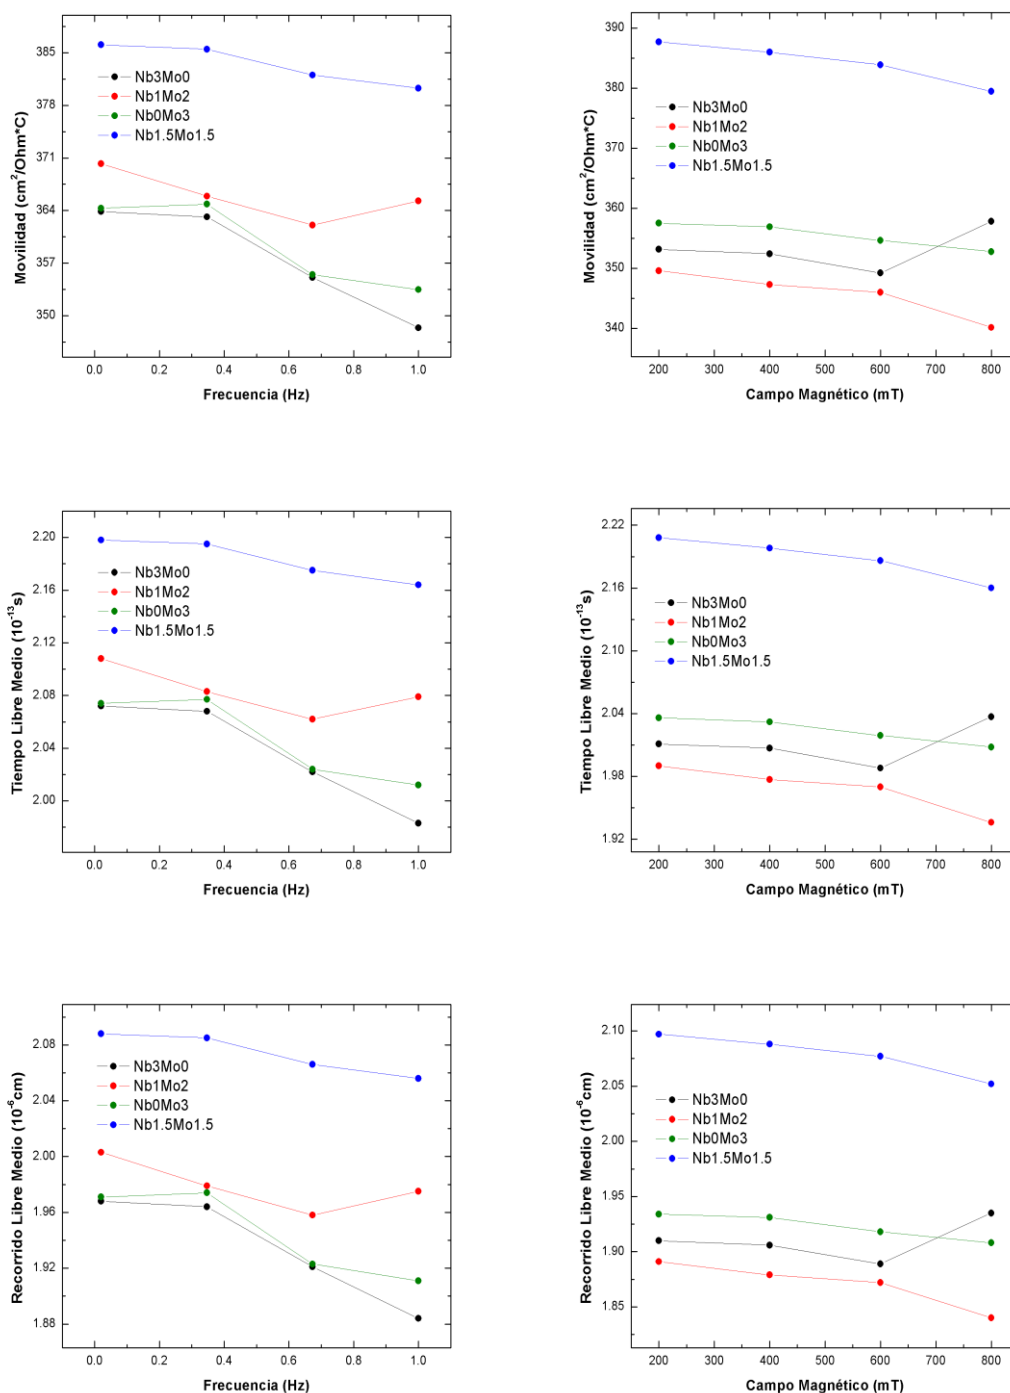 385
378
371
364
357
350
Movilidad (cm²/Ohm*C)
Nb3Mo0
Nb1Mo2
Nb0Mo3
Nb1.5Mo1.5
0.0 0.2 0.4 0.6 0.8 1.0
Frecuencia (Hz)
390
380
370
360
350
340
Movilidad (cm²/Ohm*C)
Nb3Mo0
Nb1Mo2
Nb0Mo3
Nb1.5Mo1.5
200 300 400 500 600 700 800
Campo Magnético (mT)
2.20
2.16
2.12
2.08
2.04
2.00
Tiempo Libre Medio (10⁻¹³s)
Nb3Mo0
Nb1Mo2
Nb0Mo3
Nb1.5Mo1.5
0.0 0.2 0.4 0.6 0.8 1.0
Frecuencia (Hz)
2.22
2.16
2.10
2.04
1.98
1.92
Tiempo Libre Medio (10⁻¹³s)
Nb3Mo0
Nb1Mo2
Nb0Mo3
Nb1.5Mo1.5
200 300 400 500 600 700 800
Campo Magnético (mT)
2.08
2.04
2.00
1.96
1.92
1.88
Recorrido Libre Medio (10⁻⁶cm)
Nb3Mo0
Nb1Mo2
Nb0Mo3
Nb1.5Mo1.5
0.0 0.2 0.4 0.6 0.8 1.0
Frecuencia (Hz)
2.10
2.05
2.00
1.95
1.90
1.85
Recorrido Libre Medio (10⁻⁶cm)
Nb3Mo0
Nb1Mo2
Nb0Mo3
Nb1.5Mo1.5
200 300 400 500 600 700 800
Campo Magnético (mT)